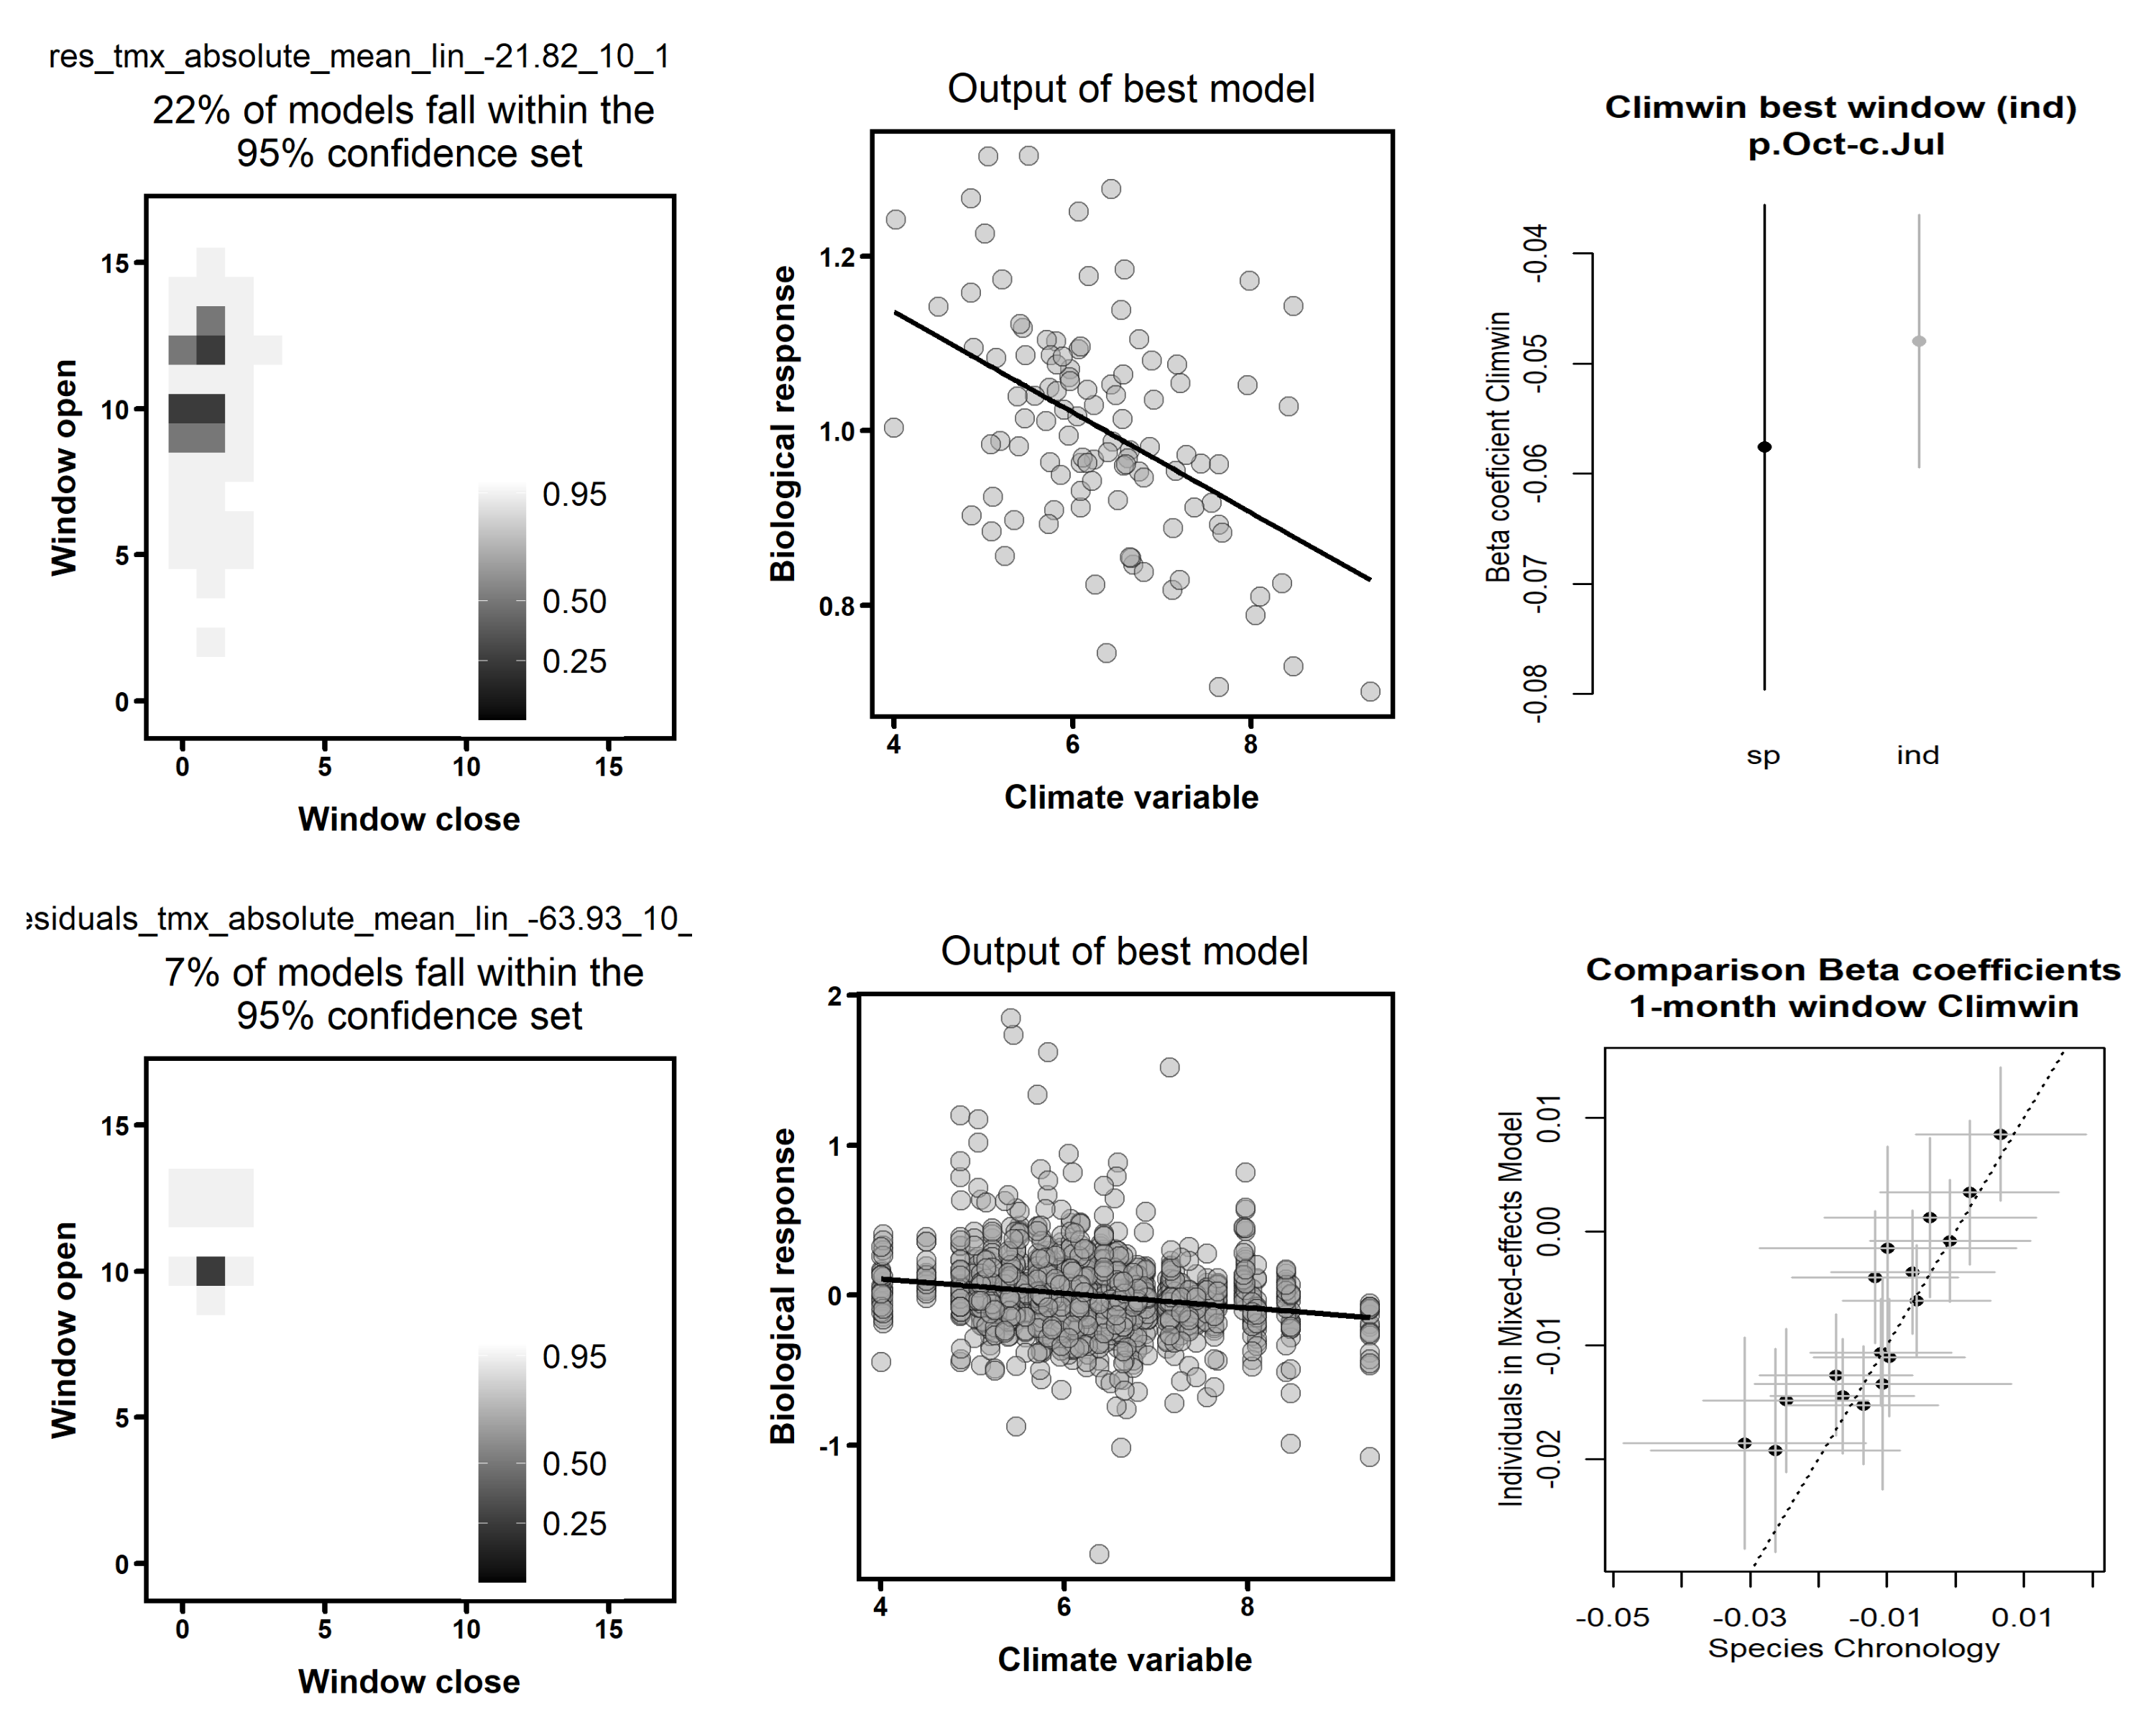 res_tmx_absolute_mean_lin_-21.82_10_1
22% of models fall within the
95% confidence set
Window open
15
10
5
0
0.95
0.50
0.25
0 5 10 15
Window close
Output of best model
Biological response
1.2
1.0
0.8
4 6 8
Climate variable
Climwin best window (ind)
p.Oct-c.Jul
Beta coefficient Climwin
-0.04
-0.05
-0.06
-0.07
-0.08
sp ind
esiduals_tmx_absolute_mean_lin_-63.93_10_
7% of models fall within the
95% confidence set
Window open
15
10
5
0
0.95
0.50
0.25
0 5 10 15
Window close
Output of best model
Biological response
2
1
0
-1
4 6 8
Climate variable
Comparison Beta coefficients
1-month window Climwin
Individuals in Mixed-effects Model
0.01
0.00
-0.01
-0.02
-0.05 -0.03 -0.01 0.01
Species Chronology